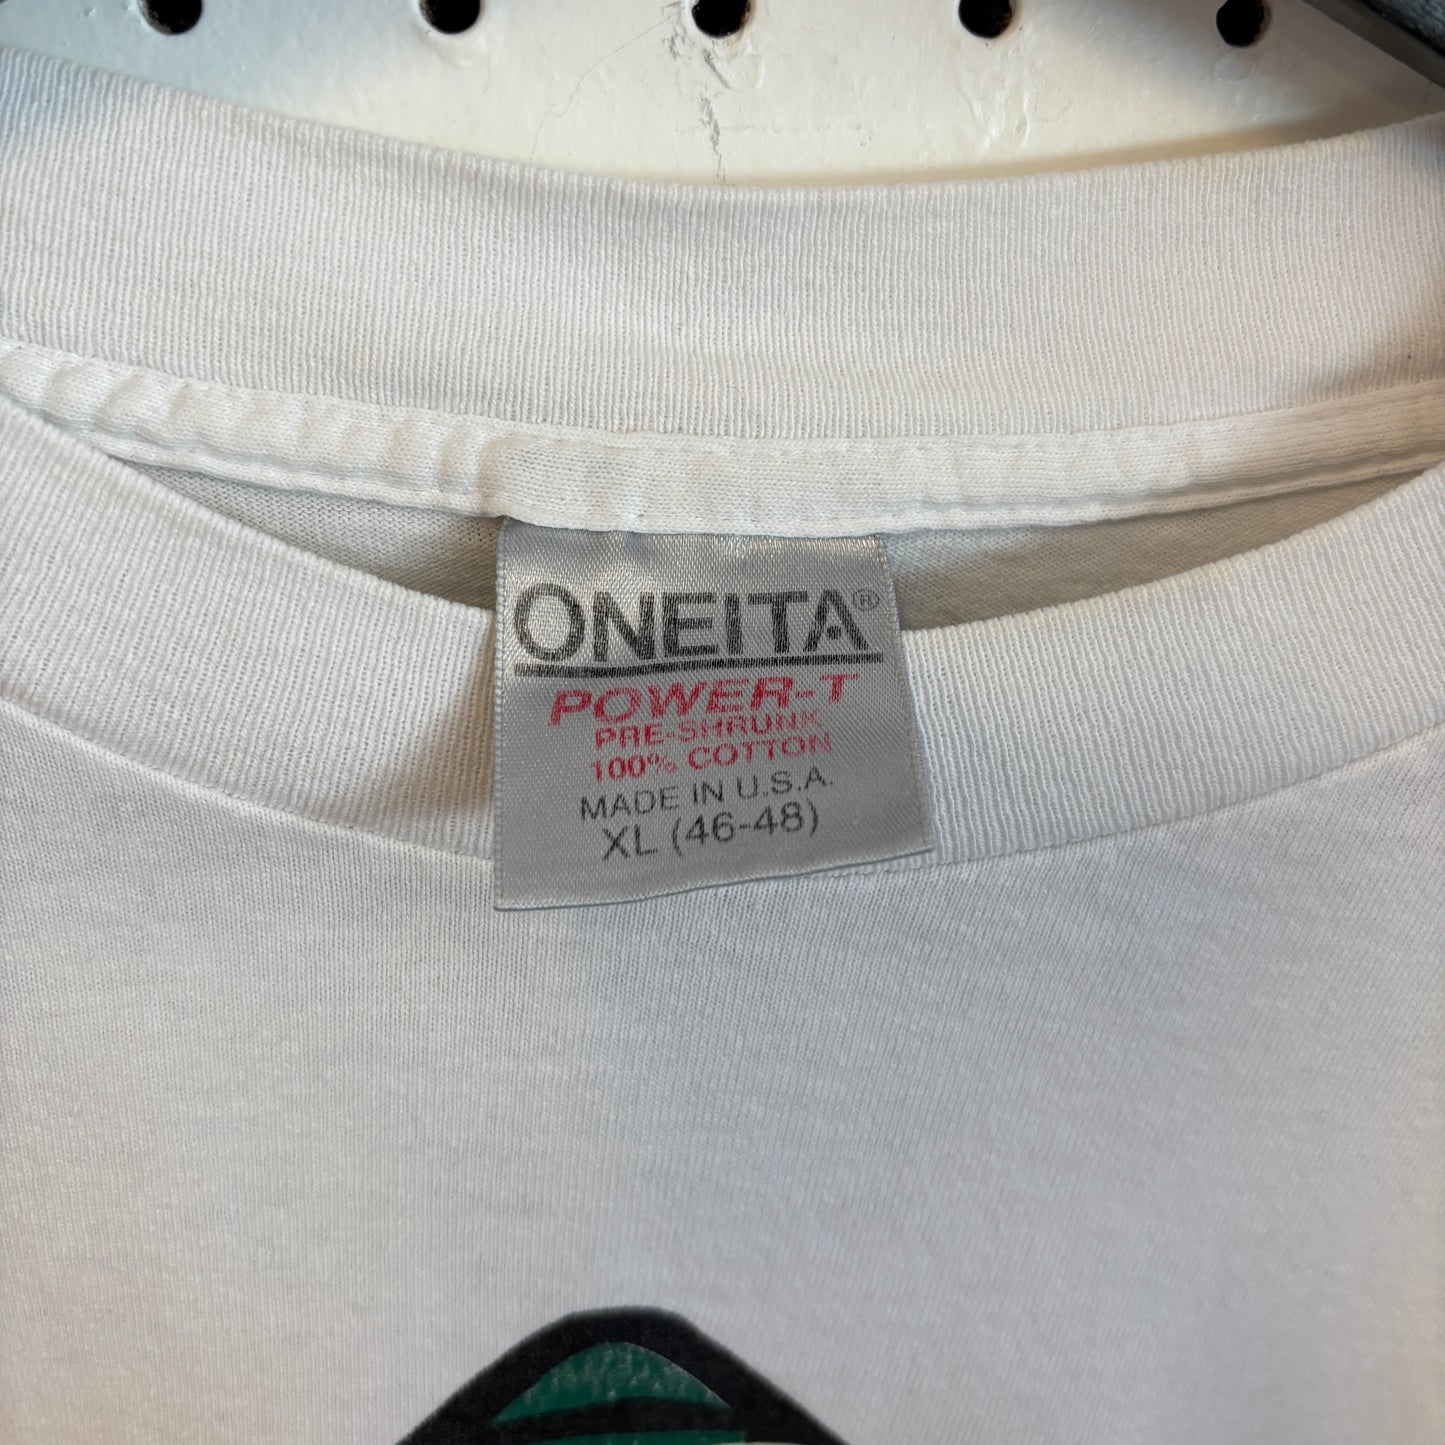 ONEITA®
POWER-T
PRE-SHRUNK
100% COTTON
MADE IN U.S.A.
XL (46-48)